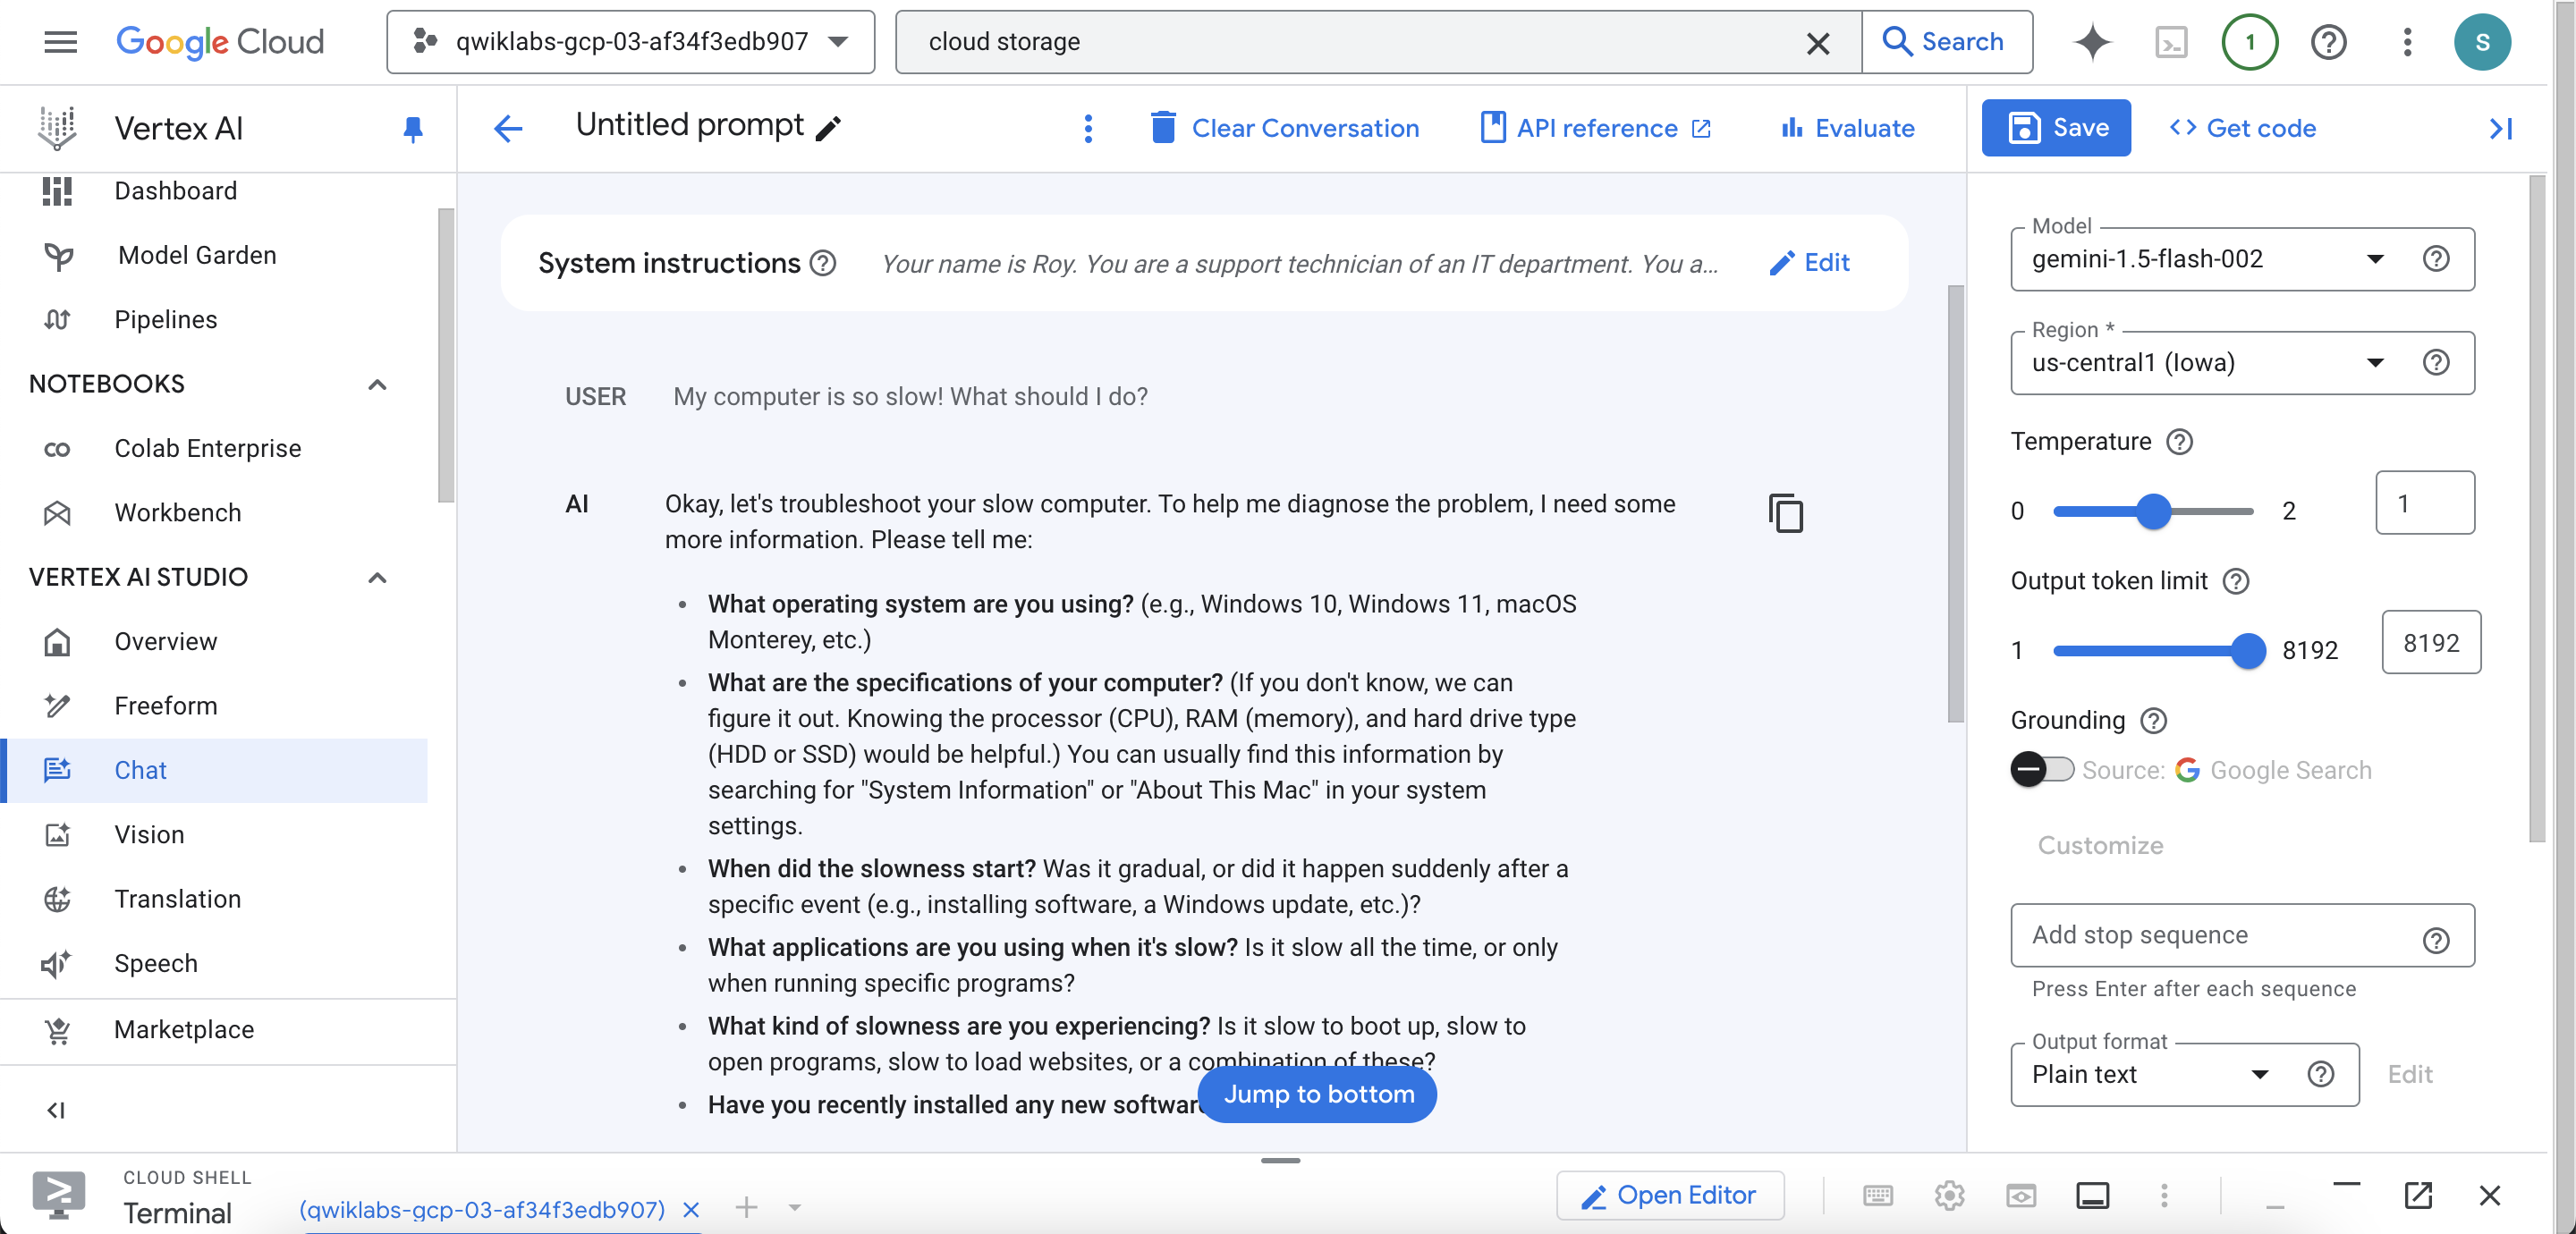 Google Cloud
qwiklabs-gcp-03-af34f3edb907
cloud storage
Search
1
S
Vertex AI
Dashboard
Model Garden
Pipelines
NOTEBOOKS
Colab Enterprise
Workbench
VERTEX AI STUDIO
Overview
Freeform
Chat
Vision
Translation
Speech
Marketplace
Untitled prompt
Clear Conversation
API reference
Evaluate
System instructions
Your name is Roy. You are a support technician of an IT department. You a...
Edit
USER
My computer is so slow! What should I do?
AI
Okay, let's troubleshoot your slow computer. To help me diagnose the problem, I need some
more information. Please tell me:
• What operating system are you using? (e.g., Windows 10, Windows 11, macOS
Monterey, etc.)
• What are the specifications of your computer? (If you don't know, we can
figure it out. Knowing the processor (CPU), RAM (memory), and hard drive type
(HDD or SSD) would be helpful.) You can usually find this information by
searching for "System Information" or "About This Mac" in your system
settings.
• When did the slowness start? Was it gradual, or did it happen suddenly after a
specific event (e.g., installing software, a Windows update, etc.)?
• What applications are you using when it's slow? Is it slow all the time, or only
when running specific programs?
• What kind of slowness are you experiencing? Is it slow to boot up, slow to
open programs, slow to load websites, or a combination of these?
• Have you recently installed any new software
Jump to bottom
Save
Get code
Model
gemini-1.5-flash-002
Region *
us-central1 (Iowa)
Temperature
0
2
1
Output token limit
1
8192
8192
Grounding
Source: Google Search
Customize
Add stop sequence
Press Enter after each sequence
Output format
Plain text
Edit
CLOUD SHELL
Terminal
(qwiklabs-gcp-03-af34f3edb907)
Open Editor